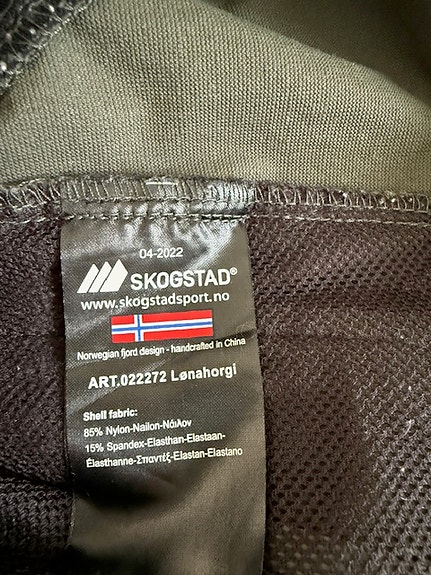 04-2022
SKOGSTAD®
www.skogstadsport.no
Norwegian fjord design - handcrafted in China
ART.022272 Lønahorgi
Shell fabric:
85% Nylon-Nailon-Νάιλον
15% Spandex-Elasthan-Elastaan-
Élasthanne-Σπαντέξ-Elastan-Elastano